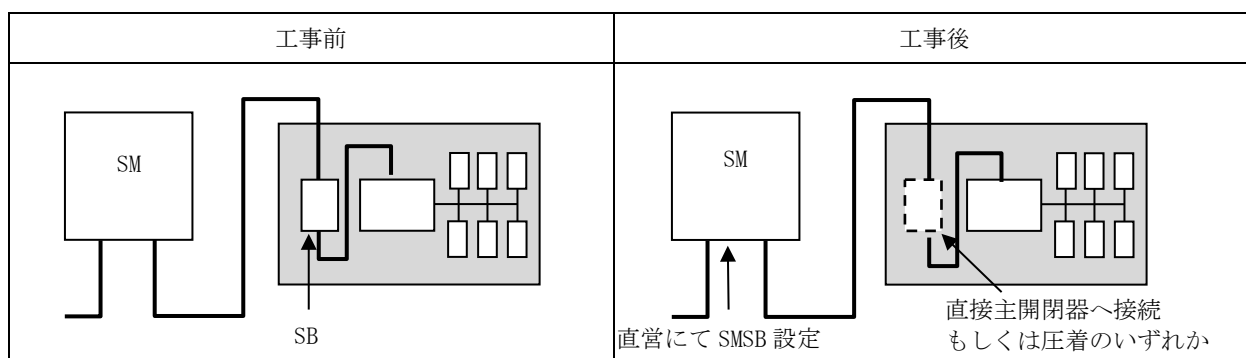 工事前
工事後
SM
SB
SM
直営にて SMSB 設定
直接主開閉器へ接続
もしくは圧着のいずれか